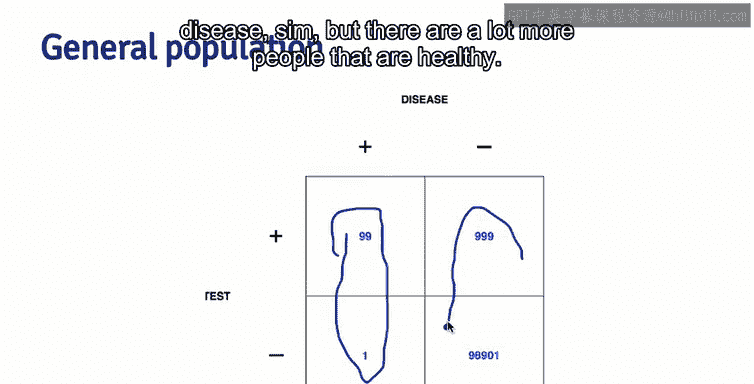 disease, sim, but there are a lot more
people that are healthy.
General population
DISEASE
+ −
+ 99 999
TEST
− 1 98901